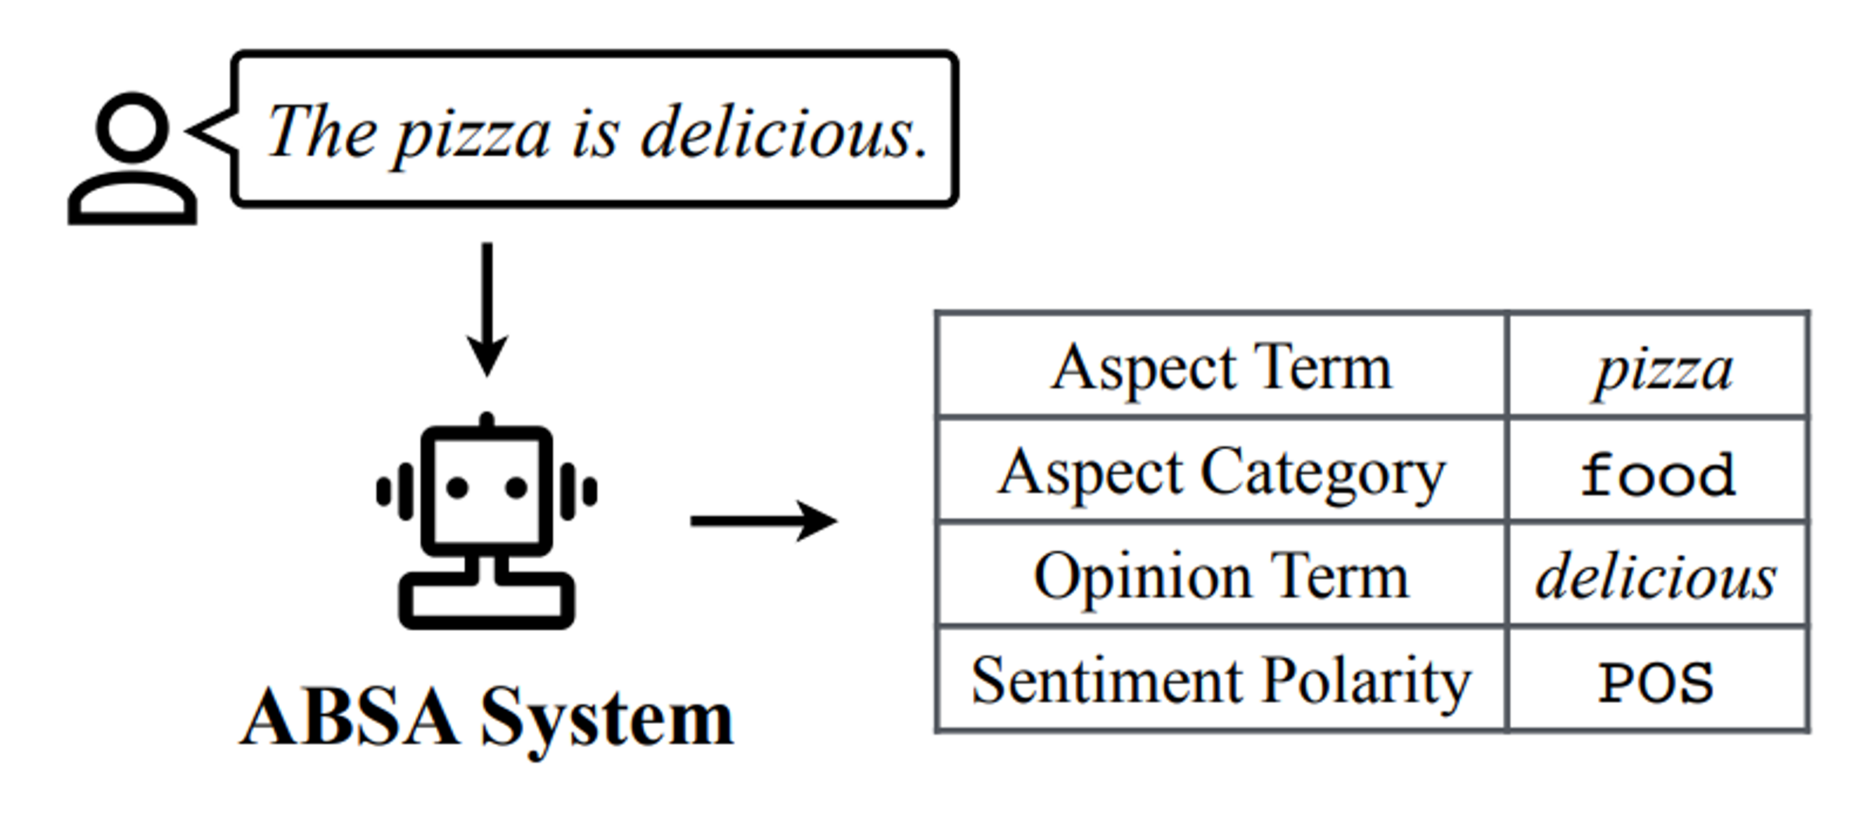 The pizza is delicious.
ABSA System
Aspect Term pizza
Aspect Category food
Opinion Term delicious
Sentiment Polarity POS